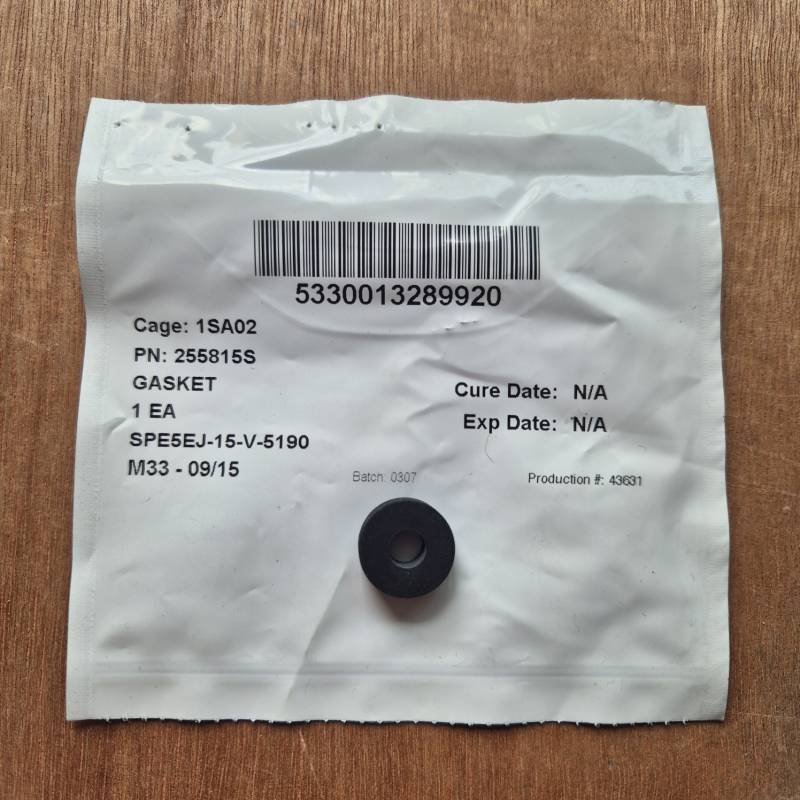 5330013289920
Cage: 1SA02
PN: 255815S
GASKET
1 EA
SPE5EJ-15-V-5190
M33 - 09/15
Cure Date: N/A
Exp Date: N/A
Batch: 0307
Production #: 43631